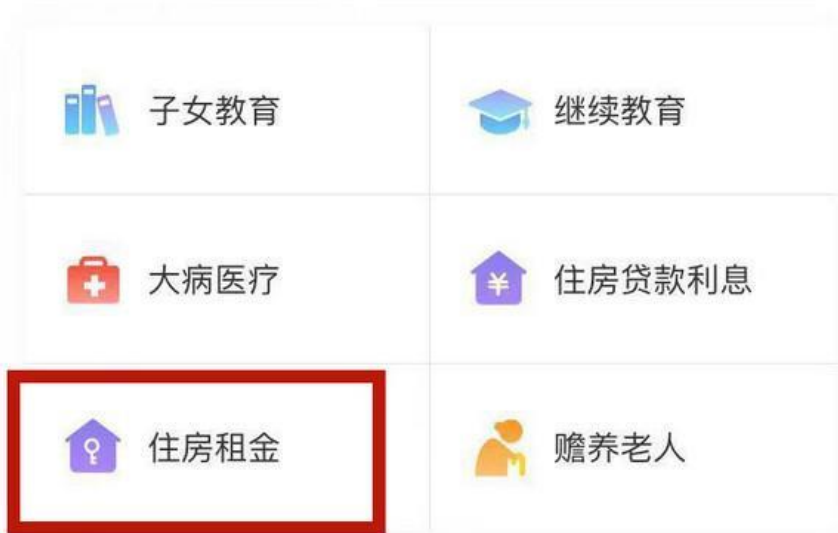 子女教育
继续教育
大病医疗
¥
住房贷款利息
住房租金
赡养老人